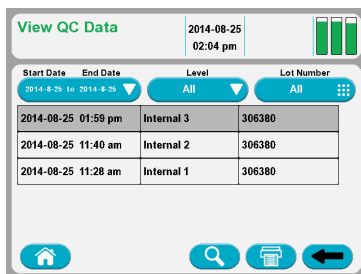 View QC Data
2014-08-25
02:04 pm
Start Date End Date Level Lot Number
2014-8-25 to 2014-8-25 All All
2014-08-25 01:59 pm Internal 3 306380
2014-08-25 11:40 am Internal 2 306380
2014-08-25 11:28 am Internal 1 306380